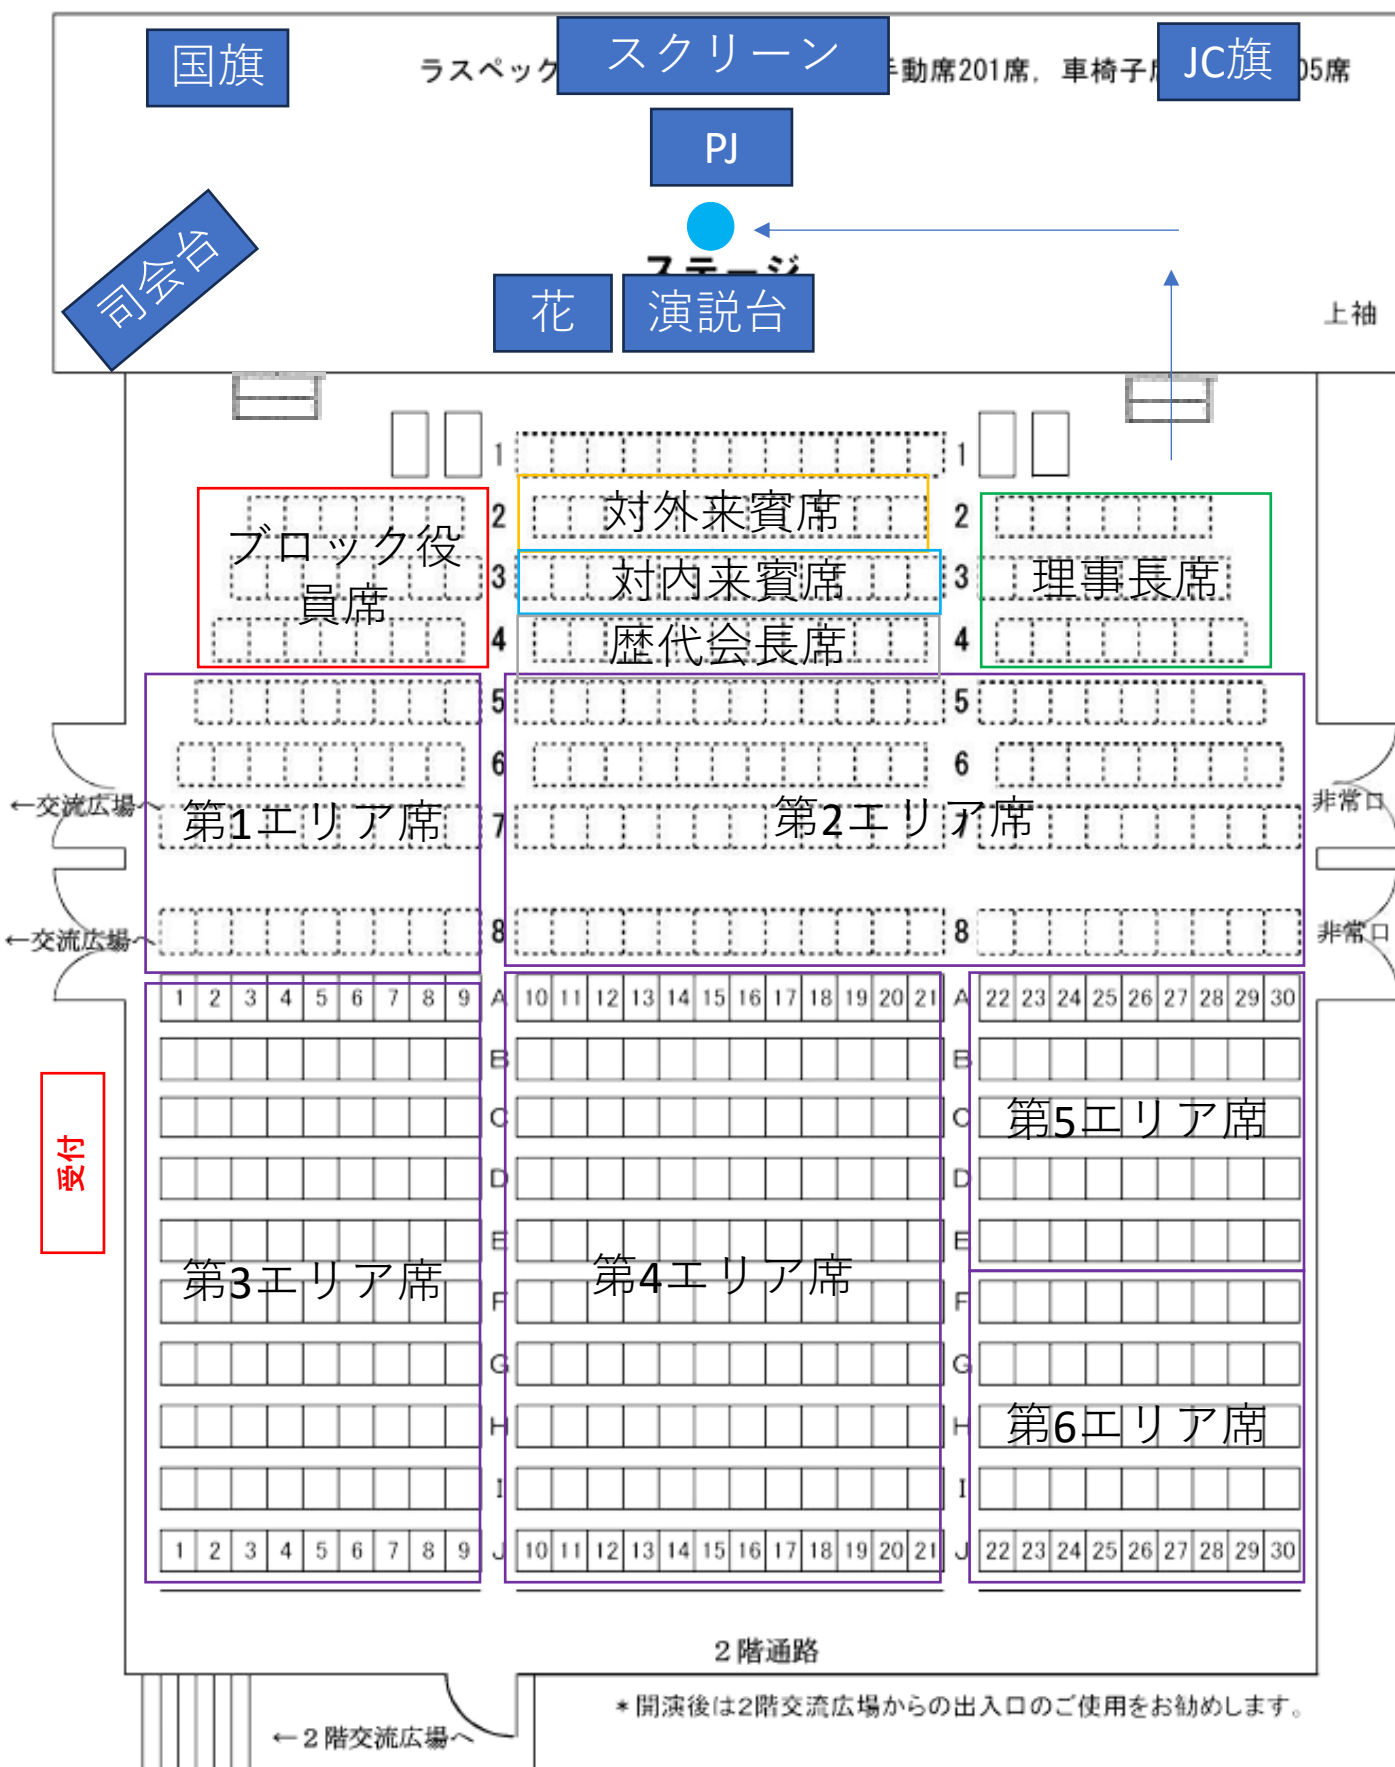 国旗
スクリーン
JC旗
ラスペック
手動席201席, 車椅子
05席
PJ
司会台
ステージ
花
演説台
上袖
1 1
2 対外来賓席 2
ブロック役
員席
3 対内来賓席 3
理事長席
4 歴代会長席 4
5 5
6 6
←交流広場へ
第1エリア席
7
第2エリア席
7
非常口
←交流広場へ
8 8
非常口
1 2 3 4 5 6 7 8 9 A 10 11 12 13 14 15 16 17 18 19 20 21 A 22 23 24 25 26 27 28 29 30
B B
C C
第5エリア席
受付
D D
E E
第3エリア席
第4エリア席
F F
G G
H H
第6エリア席
I I
1 2 3 4 5 6 7 8 9 J 10 11 12 13 14 15 16 17 18 19 20 21 J 22 23 24 25 26 27 28 29 30
2階通路
*開演後は2階交流広場からの出入口のご使用をお勧めします。
←2階交流広場へ